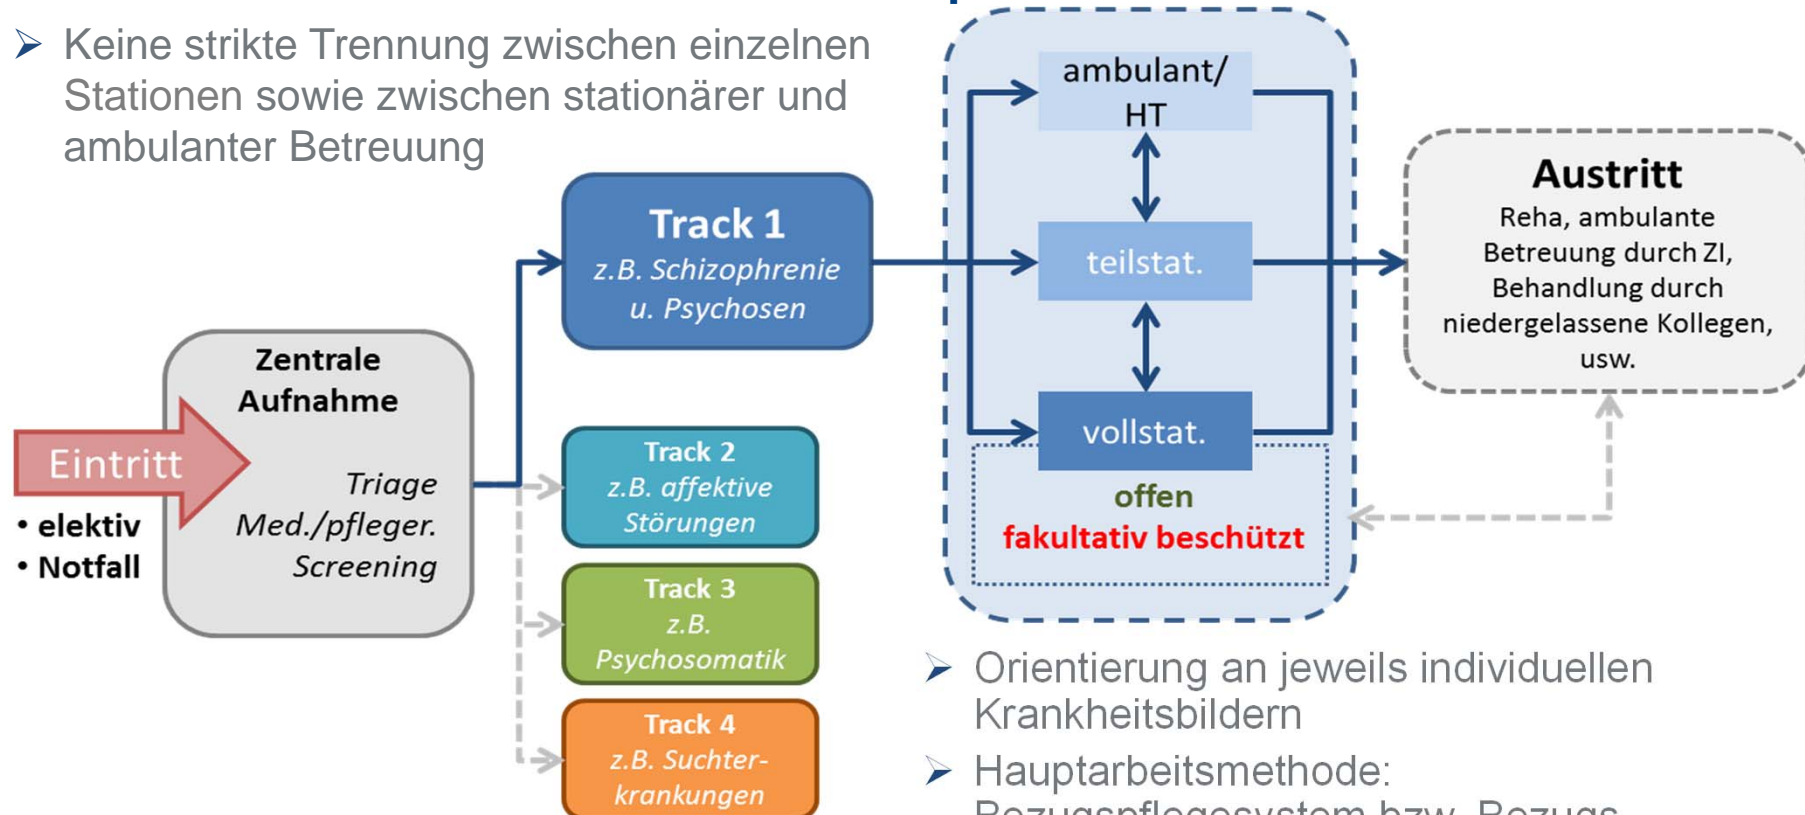 ➢ Keine strikte Trennung zwischen einzelnen
Stationen sowie zwischen stationärer und
ambulanter Betreuung
Eintritt
• elektiv
• Notfall
Zentrale
Aufnahme
Triage
Med./pfleger.
Screening
Track 1
z.B. Schizophrenie
u. Psychosen
Track 2
z.B. affektive
Störungen
Track 3
z.B.
Psychosomatik
Track 4
z.B. Suchter-
krankungen
ambulant/
HT
teilstat.
vollstat.
offen
fakultativ beschützt
Austritt
Reha, ambulante
Betreuung durch ZI,
Behandlung durch
niedergelassene Kollegen,
usw.
➢ Orientierung an jeweils individuellen
Krankheitsbildern
➢ Hauptarbeitsmethode:
Bezugspflegesystem bzw. Bezugs